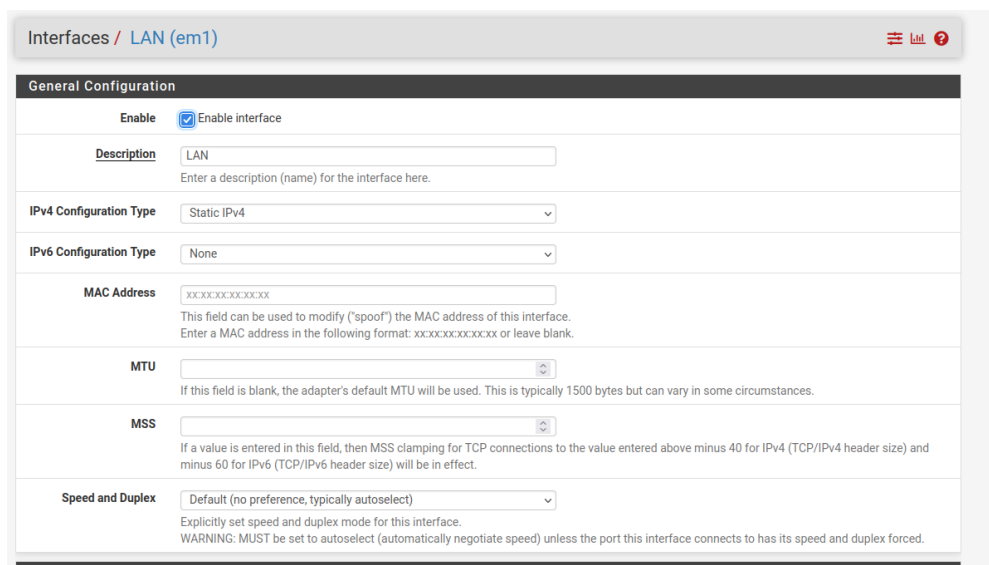 Interfaces / LAN (em1)
General Configuration
Enable
Enable interface
Description
LAN
Enter a description (name) for the interface here.
IPv4 Configuration Type
Static IPv4
IPv6 Configuration Type
None
MAC Address
xx:xx:xx:xx:xx:xx
This field can be used to modify ("spoof") the MAC address of this interface.
Enter a MAC address in the following format: xx:xx:xx:xx:xx:xx or leave blank.
MTU
If this field is blank, the adapter's default MTU will be used. This is typically 1500 bytes but can vary in some circumstances.
MSS
If a value is entered in this field, then MSS clamping for TCP connections to the value entered above minus 40 for IPv4 (TCP/IPv4 header size) and
minus 60 for IPv6 (TCP/IPv6 header size) will be in effect.
Speed and Duplex
Default (no preference, typically autoselect)
Explicitly set speed and duplex mode for this interface.
WARNING: MUST be set to autoselect (automatically negotiate speed) unless the port this interface connects to has its speed and duplex forced.